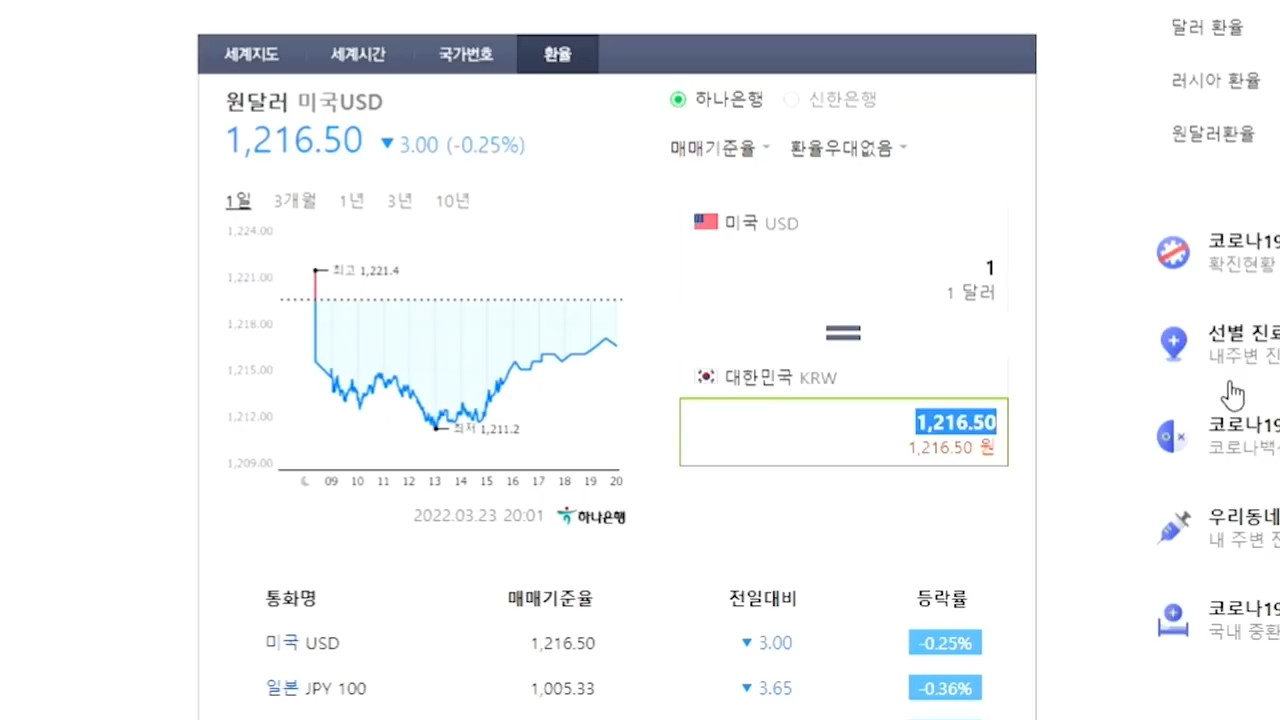 세계지도 세계시간 국가번호 환율
원달러 미국USD
1,216.50 ▼3.00 (-0.25%)
1일 3개월 1년 3년 10년
1,224.00
1,221.00
1,218.00
1,215.00
1,212.00
1,209.00
최고 1,221.4
최저 1,211.2
09 10 11 12 13 14 15 16 17 18 19 20
2022.03.23 20:01 하나은행
하나은행 신한은행
매매기준율 환율우대없음
미국 USD
1
1 달러
대한민국 KRW
1,216.50
1,216.50 원
통화명 매매기준율 전일대비 등락률
미국 USD 1,216.50 ▼ 3.00 -0.25%
일본 JPY 100 1,005.33 ▼ 3.65 -0.36%
달러 환율
러시아 환율
원달러환율
코로나19
확진현황
선별 진료
내주변 진
코로나19
코로나백
우리동네
내 주변 진
코로나19
국내 중환